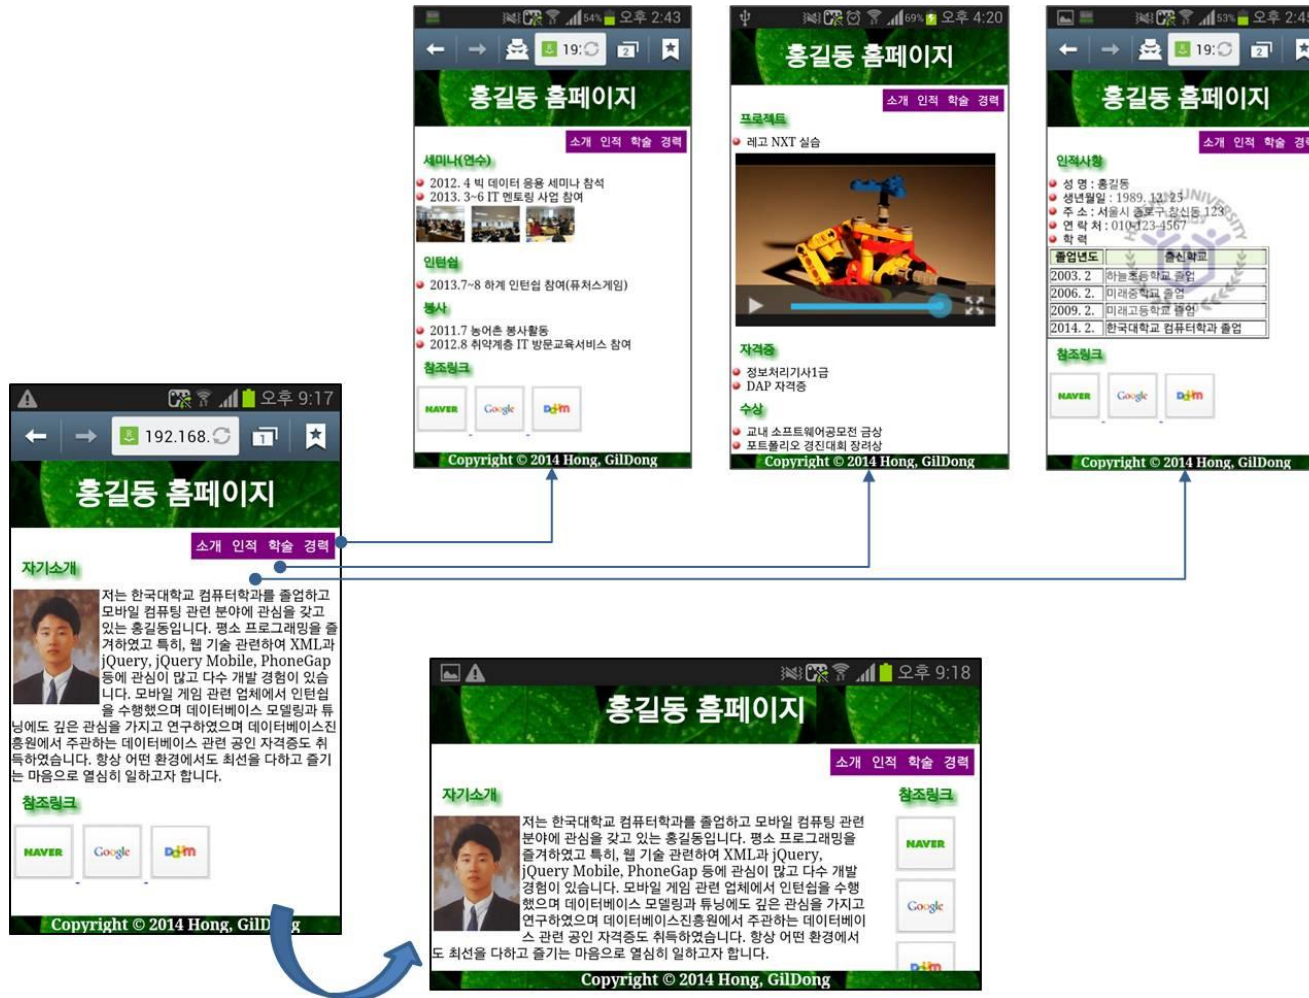 54% 오후 2:43
19:
2
홍길동 홈페이지
소개 인적 학술 경력
세미나(연수)
2012. 4 빅 데이터 응용 세미나 참석
2013. 3~6 IT 멘토링 사업 참여
인턴쉽
2013.7~8 하계 인턴쉽 참여(퓨처스게임)
봉사
2011.7 농어촌 봉사활동
2012.8 취약계층 IT 방문교육서비스 참여
참조링크
NAVER Google Daum
Copyright © 2014 Hong, GilDong
69% 오후 4:20
홍길동 홈페이지
소개 인적 학술 경력
프로젝트
레고 NXT 실습
자격증
정보처리기사1급
DAP 자격증
수상
교내 소프트웨어공모전 금상
포트폴리오 경진대회 장려상
Copyright © 2014 Hong, GilDong
53% 오후 2:43
19:
2
홍길동 홈페이지
소개 인적 학술 경력
인적사항
성 명 : 홍길동
생년월일 : 1989. 12. 25
주 소 : 서울시 종로구 창신동 123
연 락 처 : 010-123-4567
학 력
졸업년도 출신학교
2003. 2 하늘초등학교 졸업
2006. 2. 미래중학교 졸업
2009. 2. 미래고등학교 졸업
2014. 2. 한국대학교 컴퓨터학과 졸업
참조링크
NAVER Google Daum
Copyright © 2014 Hong, GilDong
오후 9:17
192.168.
1
홍길동 홈페이지
소개 인적 학술 경력
자기소개
저는 한국대학교 컴퓨터학과를 졸업하고
모바일 컴퓨팅 관련 분야에 관심을 갖고
있는 홍길동입니다. 평소 프로그래밍을 즐
겨하였고 특히, 웹 기술 관련하여 XML과
jQuery, jQuery Mobile, PhoneGap
등에 관심이 많고 다수 개발 경험이 있습
니다. 모바일 게임 관련 업체에서 인턴쉽
을 수행했으며 데이터베이스 모델링과 튜
닝에도 깊은 관심을 가지고 연구하였으며 데이터베이스진
흥원에서 주관하는 데이터베이스 관련 공인 자격증도 취
득하였습니다. 항상 어떤 환경에서도 최선을 다하고 즐기
는 마음으로 열심히 일하고자 합니다.
참조링크
NAVER Google Daum
Copyright © 2014 Hong, GilD g
오후 9:18
홍길동 홈페이지
소개 인적 학술 경력
자기소개
저는 한국대학교 컴퓨터학과를 졸업하고 모바일 컴퓨팅 관련
분야에 관심을 갖고 있는 홍길동입니다. 평소 프로그래밍을
즐겨하였고 특히, 웹 기술 관련하여 XML과 jQuery,
jQuery Mobile, PhoneGap 등에 관심이 많고 다수 개발
경험이 있습니다. 모바일 게임 관련 업체에서 인턴쉽을 수행
했으며 데이터베이스 모델링과 튜닝에도 깊은 관심을 가지고
연구하였으며 데이터베이스진흥원에서 주관하는 데이터베이
스 관련 공인 자격증도 취득하였습니다. 항상 어떤 환경에서
도 최선을 다하고 즐기는 마음으로 열심히 일하고자 합니다.
참조링크
NAVER
Google
Daum
Copyright © 2014 Hong, GilDong